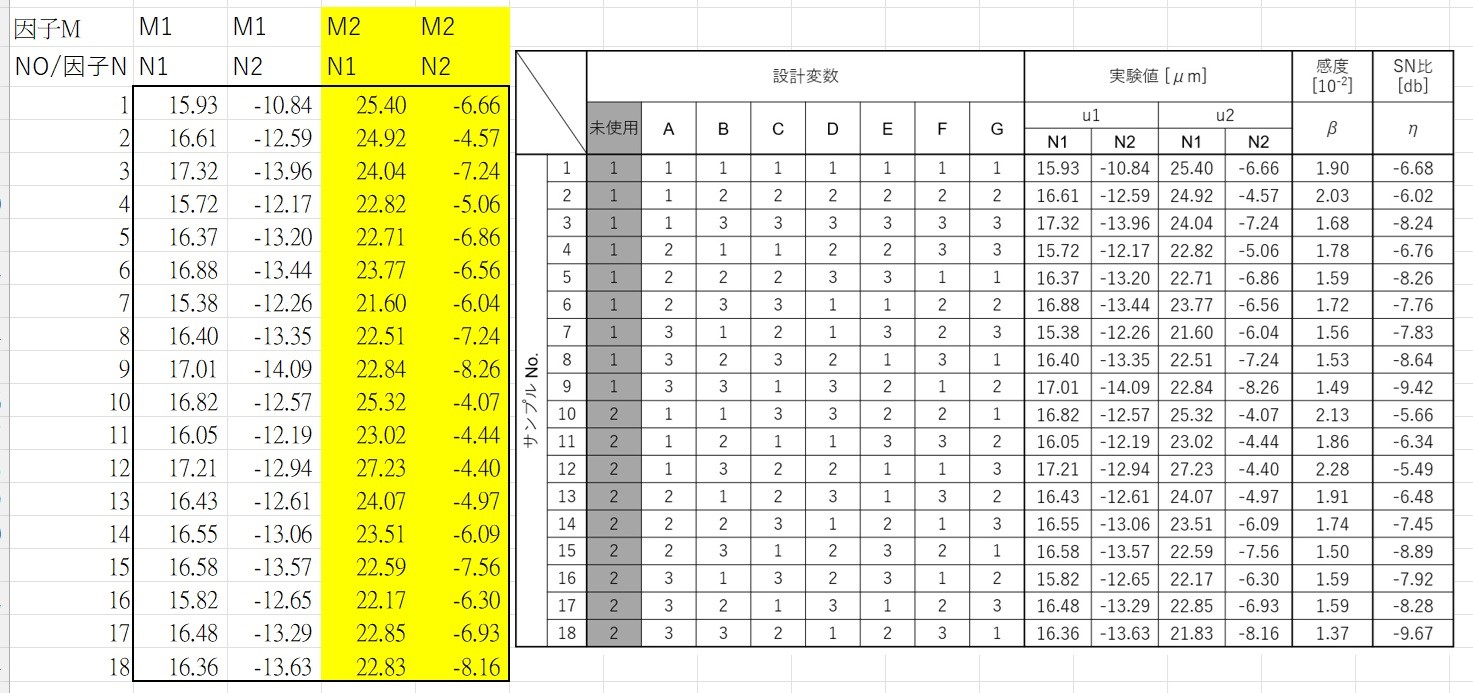 因子M M1 M1 M2 M2
NO/因子N N1 N2 N1 N2
1 15.93 -10.84 25.40 -6.66
2 16.61 -12.59 24.92 -4.57
3 17.32 -13.96 24.04 -7.24
4 15.72 -12.17 22.82 -5.06
5 16.37 -13.20 22.71 -6.86
6 16.88 -13.44 23.77 -6.56
7 15.38 -12.26 21.60 -6.04
8 16.40 -13.35 22.51 -7.24
9 17.01 -14.09 22.84 -8.26
10 16.82 -12.57 25.32 -4.07
11 16.05 -12.19 23.02 -4.44
12 17.21 -12.94 27.23 -4.40
13 16.43 -12.61 24.07 -4.97
14 16.55 -13.06 23.51 -6.09
15 16.58 -13.57 22.59 -7.56
16 15.82 -12.65 22.17 -6.30
17 16.48 -13.29 22.85 -6.93
18 16.36 -13.63 22.83 -8.16
設計変数 実験値 [μm] 感度 [10-2] SN比 [db]
未使用 A B C D E F G u1 u2 β η
N1 N2 N1 N2
サンプル No.
1 1 1 1 1 1 1 1 1 15.93 -10.84 25.40 -6.66 1.90 -6.68
2 1 1 2 2 2 2 2 2 16.61 -12.59 24.92 -4.57 2.03 -6.02
3 1 1 3 3 3 3 3 3 17.32 -13.96 24.04 -7.24 1.68 -8.24
4 1 2 1 1 2 2 3 3 15.72 -12.17 22.82 -5.06 1.78 -6.76
5 1 2 2 2 3 3 1 1 16.37 -13.20 22.71 -6.86 1.59 -8.26
6 1 2 3 3 1 1 2 2 16.88 -13.44 23.77 -6.56 1.72 -7.76
7 1 3 1 2 1 3 2 3 15.38 -12.26 21.60 -6.04 1.56 -7.83
8 1 3 2 3 2 1 3 1 16.40 -13.35 22.51 -7.24 1.53 -8.64
9 1 3 3 1 3 2 1 2 17.01 -14.09 22.84 -8.26 1.49 -9.42
10 2 1 1 3 3 2 2 1 16.82 -12.57 25.32 -4.07 2.13 -5.66
11 2 1 2 1 1 3 3 2 16.05 -12.19 23.02 -4.44 1.86 -6.34
12 2 1 3 2 2 1 1 3 17.21 -12.94 27.23 -4.40 2.28 -5.49
13 2 2 1 2 3 1 3 2 16.43 -12.61 24.07 -4.97 1.91 -6.48
14 2 2 2 3 1 2 1 3 16.55 -13.06 23.51 -6.09 1.74 -7.45
15 2 2 3 1 2 3 2 1 16.58 -13.57 22.59 -7.56 1.50 -8.89
16 2 3 1 3 2 3 1 2 15.82 -12.65 22.17 -6.30 1.59 -7.92
17 2 3 2 1 3 1 2 3 16.48 -13.29 22.85 -6.93 1.59 -8.28
18 2 3 3 2 1 2 3 1 16.36 -13.63 21.83 -8.16 1.37 -9.67